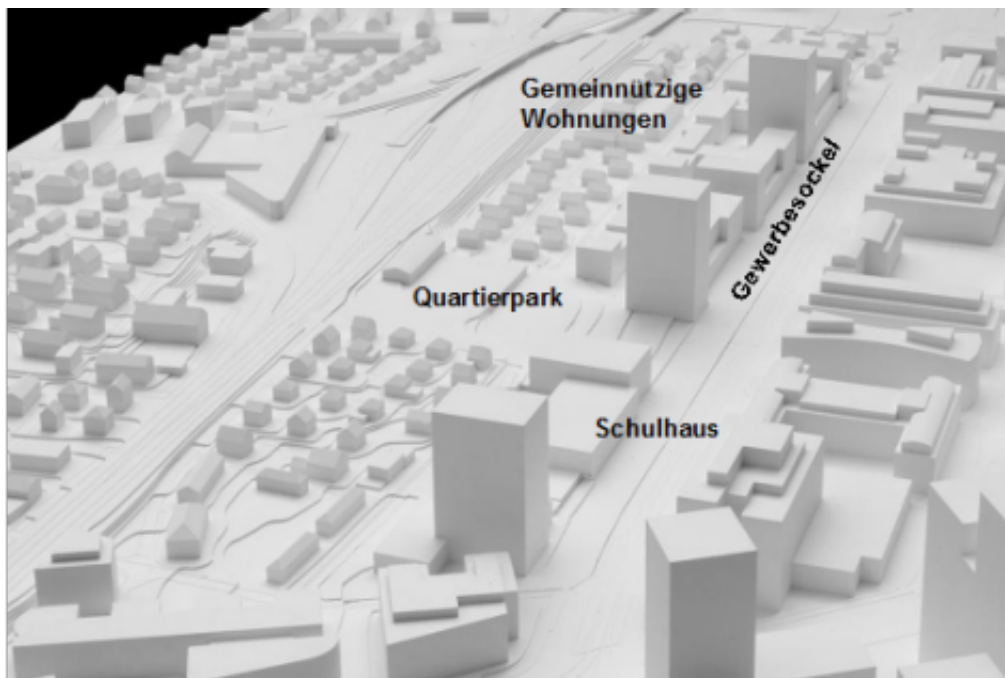 Gemeinnützige
Wohnungen
Gewerbesockel
Quartierpark
Schulhaus